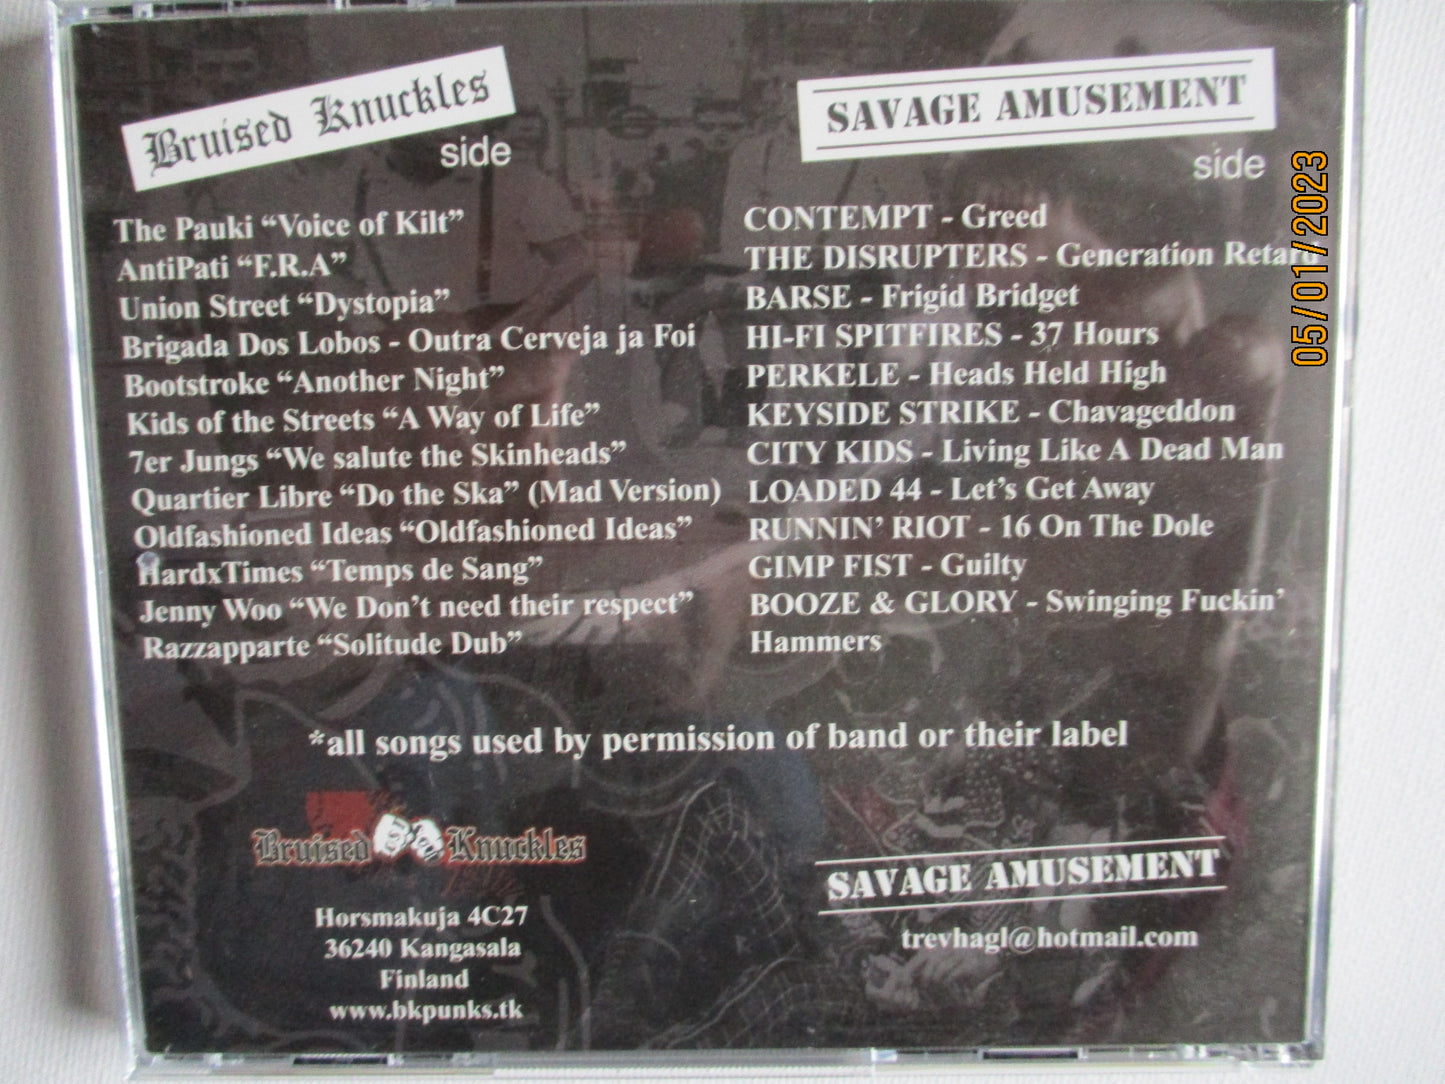 Bruised Knuckles
side
The Pauki “Voice of Kilt”
AntiPati “F.R.A”
Union Street “Dystopia”
Brigada Dos Lobos - Outra Cerveja ja Foi
Bootstroke “Another Night”
Kids of the Streets “A Way of Life”
7er Jungs “We salute the Skinheads”
Quartier Libre “Do the Ska” (Mad Version)
Oldfashioned Ideas “Oldfashioned Ideas”
HardxTimes “Temps de Sang”
Jenny Woo “We Don’t need their respect”
Razzapparte “Solitude Dub”
SAVAGE AMUSEMENT
side
CONTEMPT - Greed
THE DISRUPTERS - Generation Retard
BARSE - Frigid Bridget
HI-FI SPITFIRES - 37 Hours
PERKELE - Heads Held High
KEYSIDE STRIKE - Chavageddon
CITY KIDS - Living Like A Dead Man
LOADED 44 - Let’s Get Away
RUNNIN’ RIOT - 16 On The Dole
GIMP FIST - Guilty
BOOZE & GLORY - Swinging Fuckin’
Hammers
*all songs used by permission of band or their label
Bruised Knuckles
Horsmakuja 4C27
36240 Kangasala
Finland
www.bkpunks.tk
SAVAGE AMUSEMENT
trevhagl@hotmail.com
05/01/2023